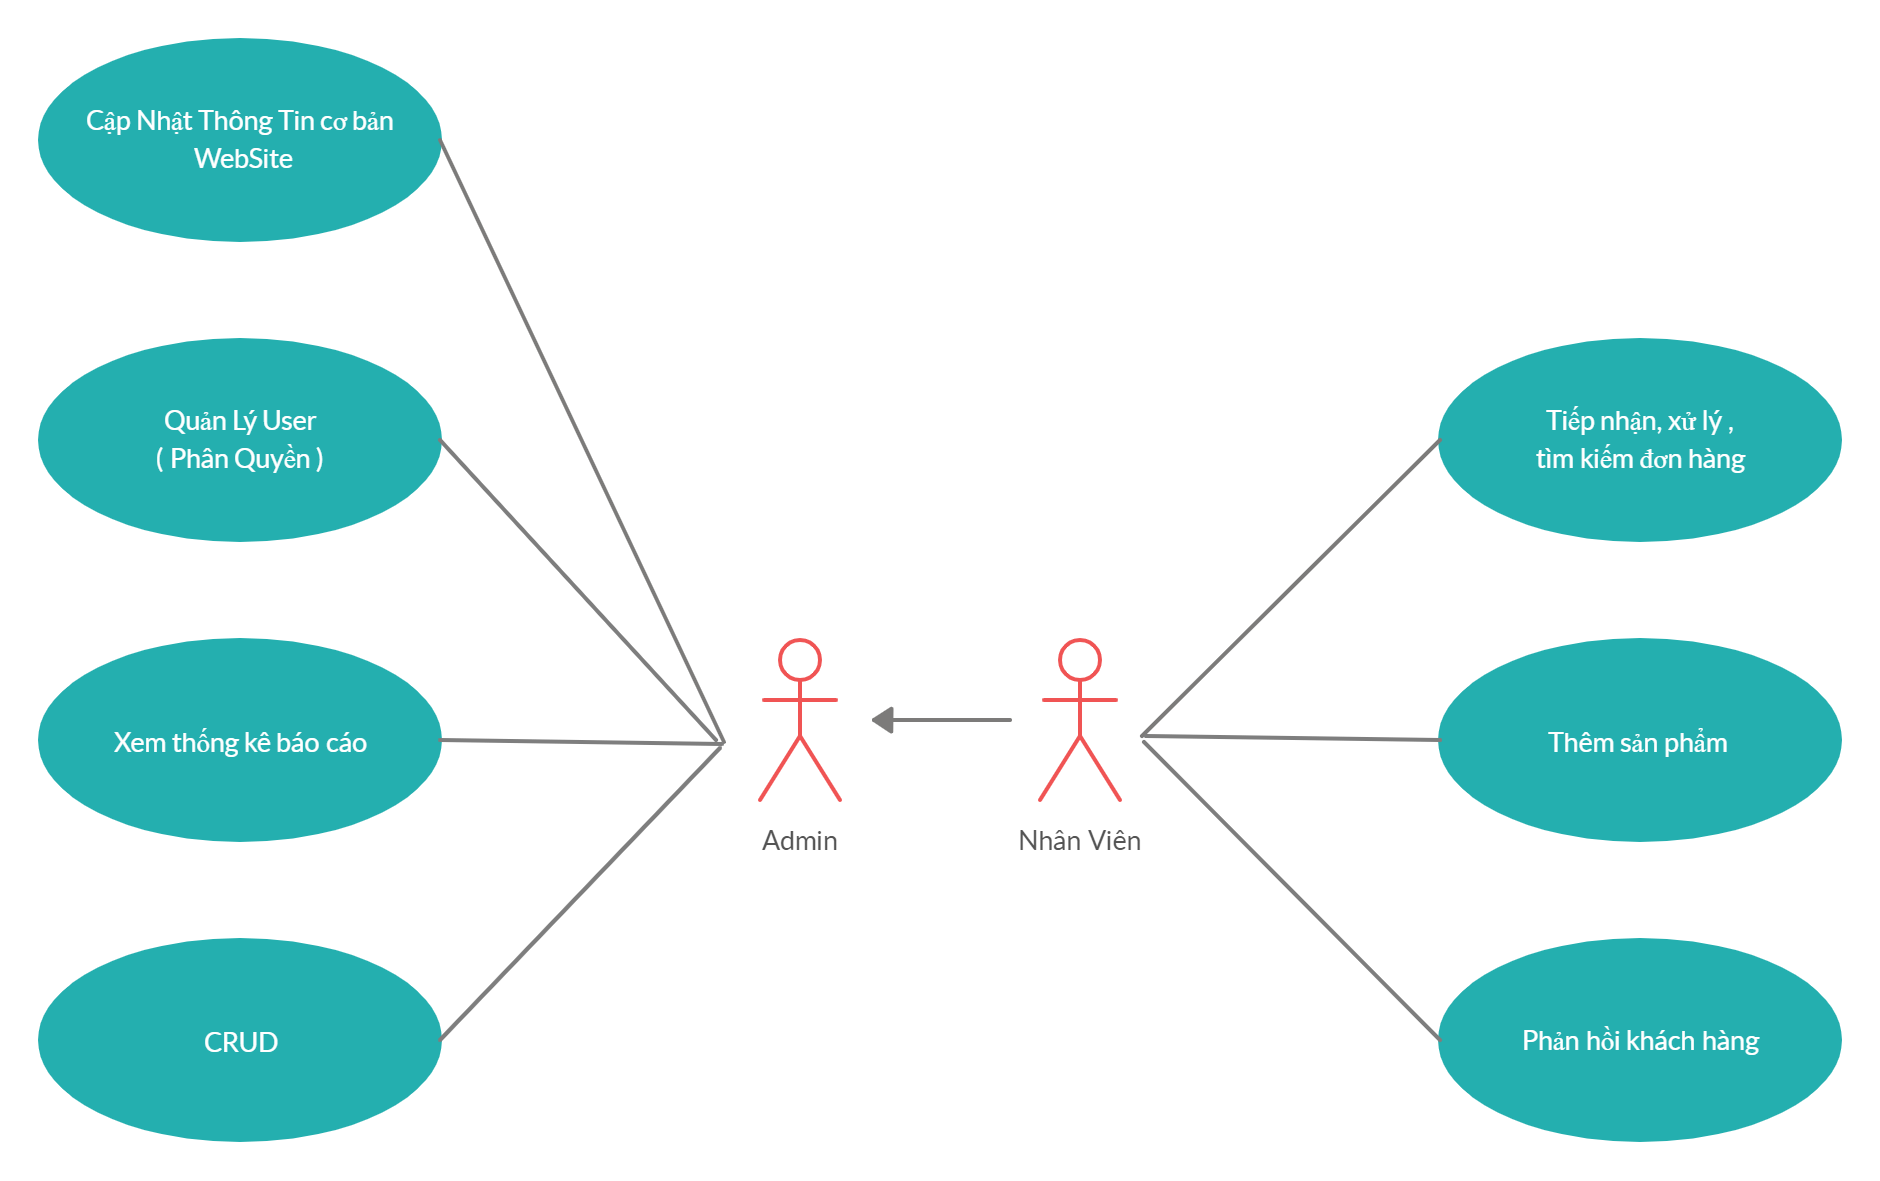 Cập Nhật Thông Tin cơ bản
WebSite
Quản Lý User
( Phân Quyền )
Xem thống kê báo cáo
CRUD
Admin
Nhân Viên
Tiếp nhận, xử lý ,
tìm kiếm đơn hàng
Thêm sản phẩm
Phản hồi khách hàng